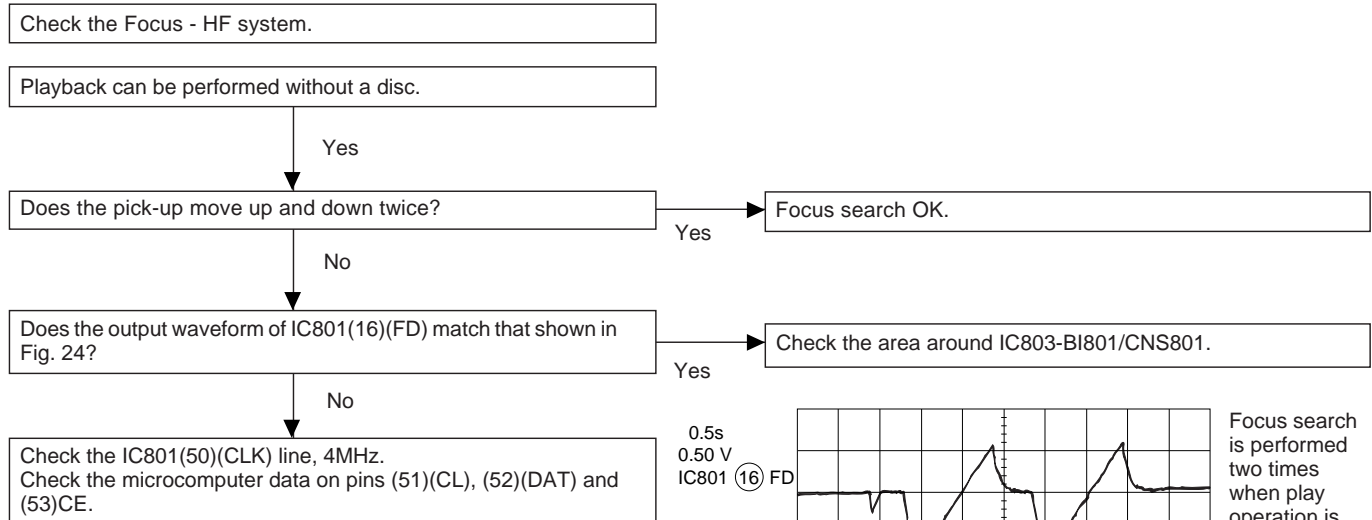 Check the Focus - HF system.
Playback can be performed without a disc.
Yes
Does the pick-up move up and down twice?
Yes
Focus search OK.
No
Does the output waveform of IC801(16)(FD) match that shown in
Fig. 24?
Yes
Check the area around IC803-BI801/CNS801.
No
Check the IC801(50)(CLK) line, 4MHz.
Check the microcomputer data on pins (51)(CL), (52)(DAT) and
(53)CE.
0.5s
0.50 V
IC801 16 FD
Focus search
is performed
two times
when play
operation is